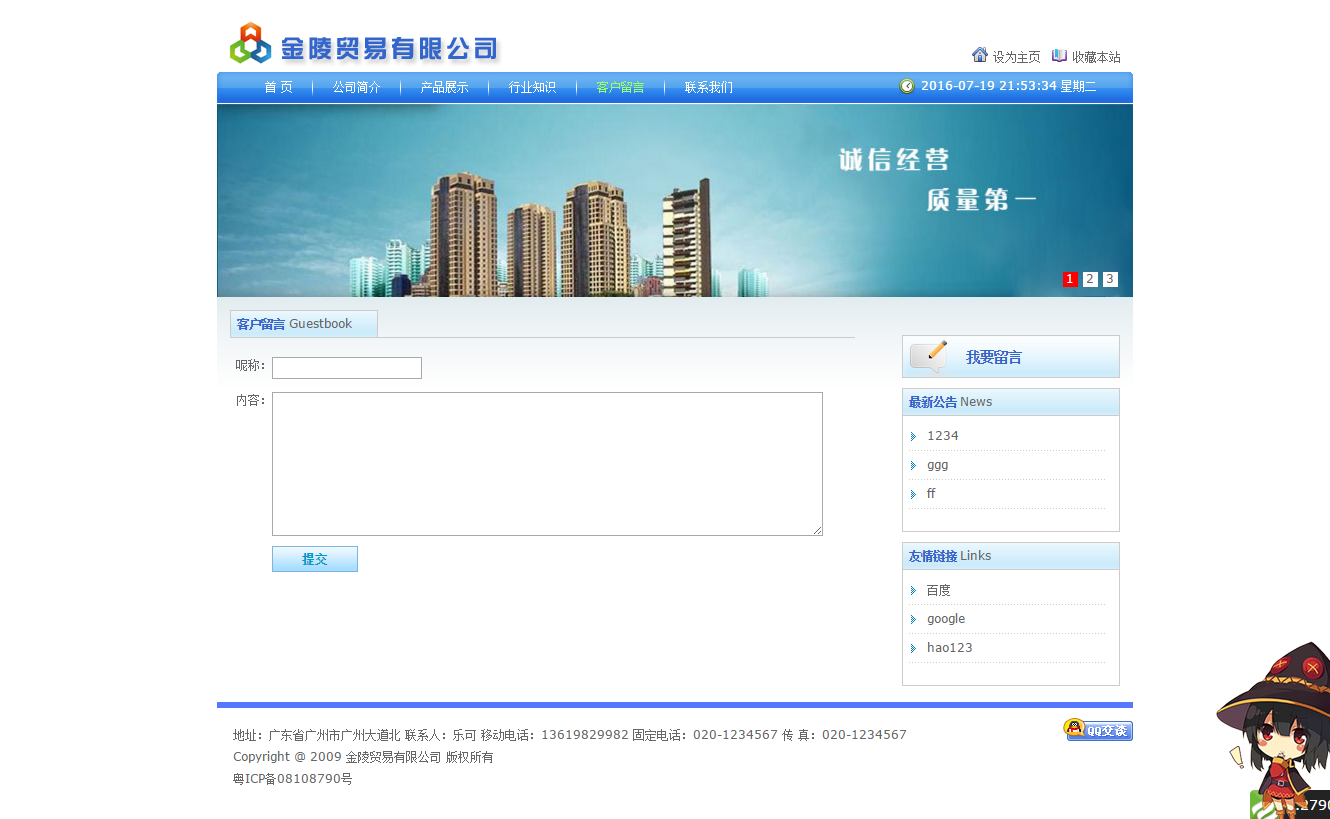 金陵贸易有限公司
设为主页 收藏本站
首 页 公司简介 产品展示 行业知识 客户留言 联系我们 2016-07-19 21:53:34 星期二
诚信经营
质量第一
1 2 3
客户留言 Guestbook
昵称：
内容：
提交
我要留言
最新公告 News
1234
ggg
ff
友情链接 Links
百度
google
hao123
地址：广东省广州市广州大道北 联系人：乐可 移动电话：13619829982 固定电话：020-1234567 传 真：020-1234567
QQ交谈
Copyright @ 2009 金陵贸易有限公司 版权所有
粤ICP备08108790号